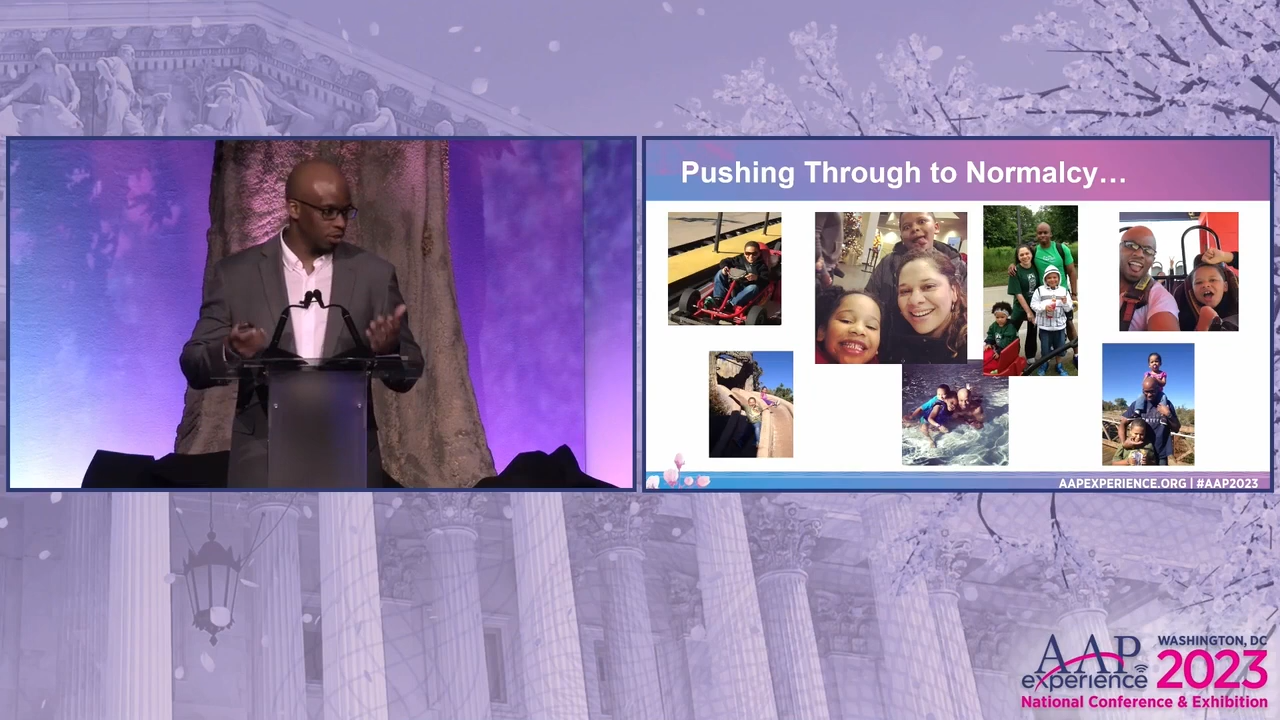 Pushing Through to Normalcy…
AAPEXPERIENCE.ORG | #AAP2023
AAP
experience
WASHINGTON, DC
2023
National Conference & Exhibition